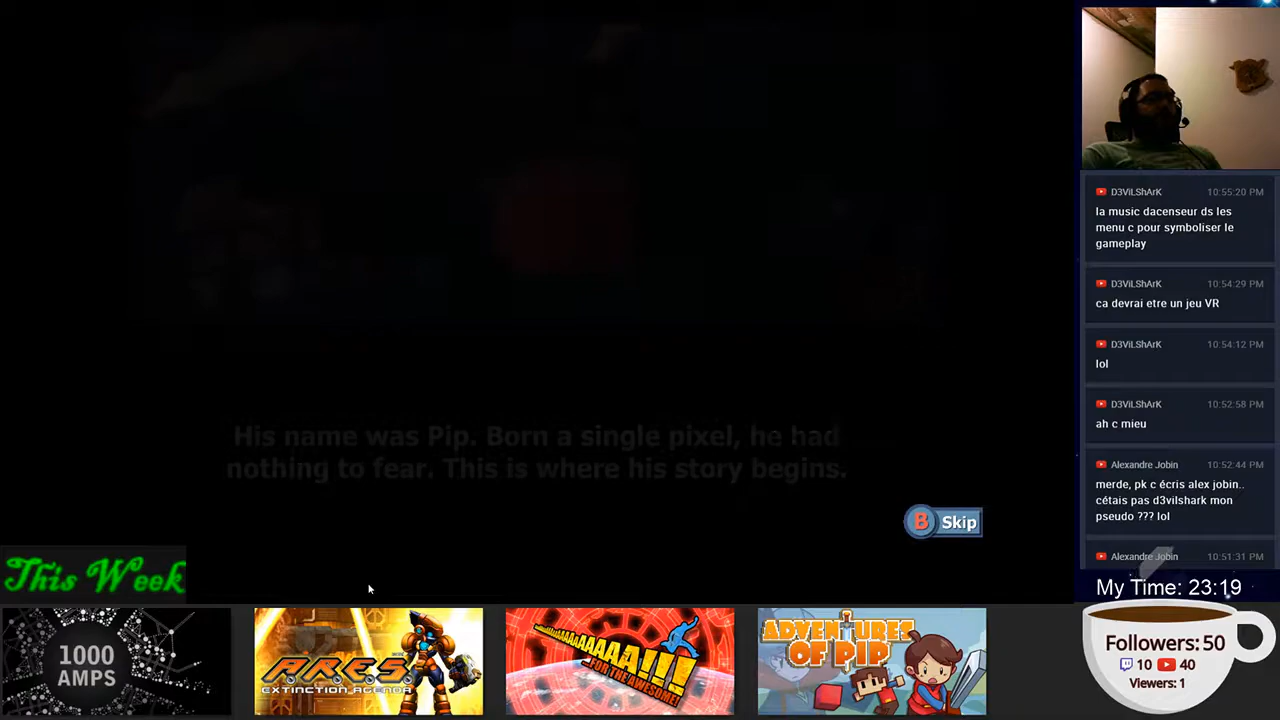 His name was Pip. Born a single pixel, he had
nothing to fear. This is where his story begins.
B Skip
D3ViLShArK 10:55:20 PM
la music dacenseur ds les
menu c pour symboliser le
gameplay
D3ViLShArK 10:54:29 PM
ca devrai etre un jeu VR
D3ViLShArK 10:54:12 PM
lol
D3ViLShArK 10:52:58 PM
ah c mieu
Alexandre Jobin 10:52:44 PM
merde, pk c écris alex jobin..
cétais pas d3vilshark mon
pseudo ??? lol
Alexandre Jobin 10:51:31 PM
My Time: 23:19
This Week
1000
AMPS
ARES
EXTINCTION AGENDA
AAAAAAAAA!!!
FOR THE AWESOME!
ADVENTURES
OF PIP
Followers: 50
10 40
Viewers: 1